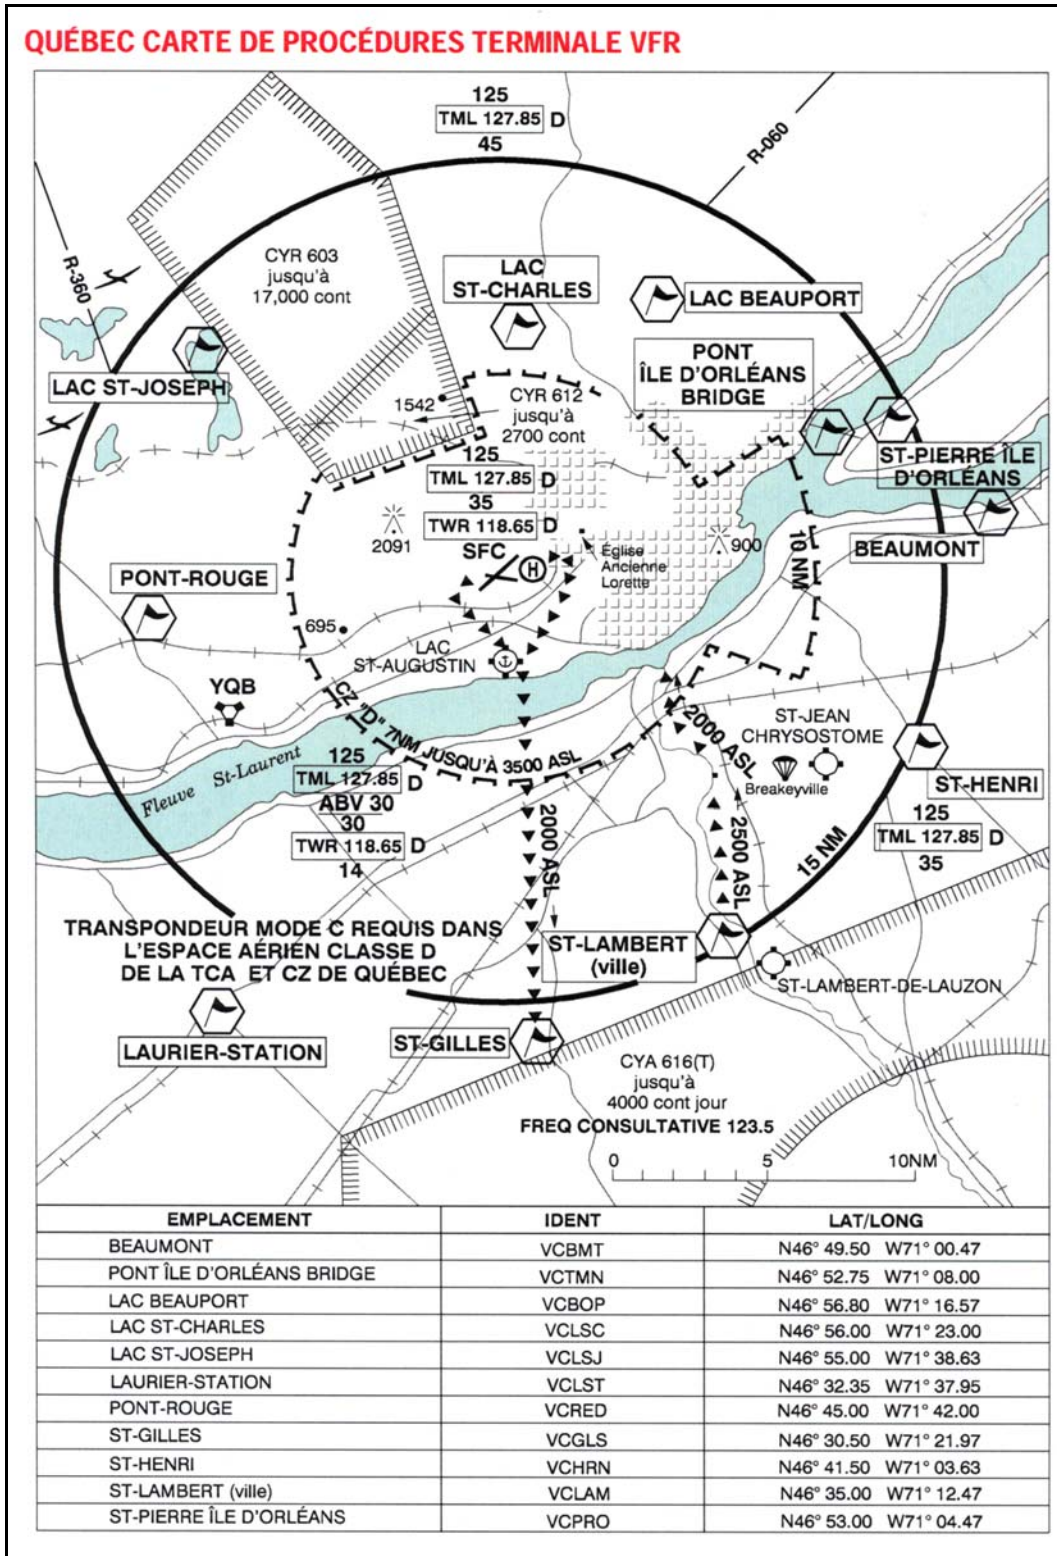 QUÉBEC CARTE DE PROCÉDURES TERMINALE VFR
125
TML 127.85 D
45
R-060
R-360
CYR 603
jusqu'à
17,000 cont
LAC
ST-CHARLES
LAC BEAUPORT
PONT
ÎLE D'ORLÉANS
BRIDGE
LAC ST-JOSEPH
1542
CYR 612
jusqu'à
2700 cont
ST-PIERRE ÎLE
D'ORLÉANS
125
TML 127.85 D
35
TWR 118.65 D
SFC
H
2091
Église
Ancienne
Lorette
900
10 NM
BEAUMONT
PONT-ROUGE
695
LAC
ST-AUGUSTIN
YQB
CZ "D" 7NM JUSQU'À 3500 ASL
2000 ASL
ST-JEAN
CHRYSOSTOME
Breakeyville
Fleuve St-Laurent
125
TML 127.85 D
ABV 30
30
TWR 118.65 D
14
2000 ASL
2500 ASL
15 NM
ST-HENRI
125
TML 127.85 D
35
TRANSPONDEUR MODE C REQUIS DANS
L'ESPACE AÉRIEN CLASSE D
DE LA TCA ET CZ DE QUÉBEC
ST-LAMBERT
(ville)
ST-LAMBERT-DE-LAUZON
LAURIER-STATION
ST-GILLES
CYA 616(T)
jusqu'à
4000 cont jour
FREQ CONSULTATIVE 123.5
0 5 10NM
EMPLACEMENT IDENT LAT/LONG
BEAUMONT VCBMT N46° 49.50 W71° 00.47
PONT ÎLE D'ORLÉANS BRIDGE VCTMN N46° 52.75 W71° 08.00
LAC BEAUPORT VCBOP N46° 56.80 W71° 16.57
LAC ST-CHARLES VCLSC N46° 56.00 W71° 23.00
LAC ST-JOSEPH VCLSJ N46° 55.00 W71° 38.63
LAURIER-STATION VCLST N46° 32.35 W71° 37.95
PONT-ROUGE VCRED N46° 45.00 W71° 42.00
ST-GILLES VCGLS N46° 30.50 W71° 21.97
ST-HENRI VCHRN N46° 41.50 W71° 03.63
ST-LAMBERT (ville) VCLAM N46° 35.00 W71° 12.47
ST-PIERRE ÎLE D'ORLÉANS VCPRO N46° 53.00 W71° 04.47